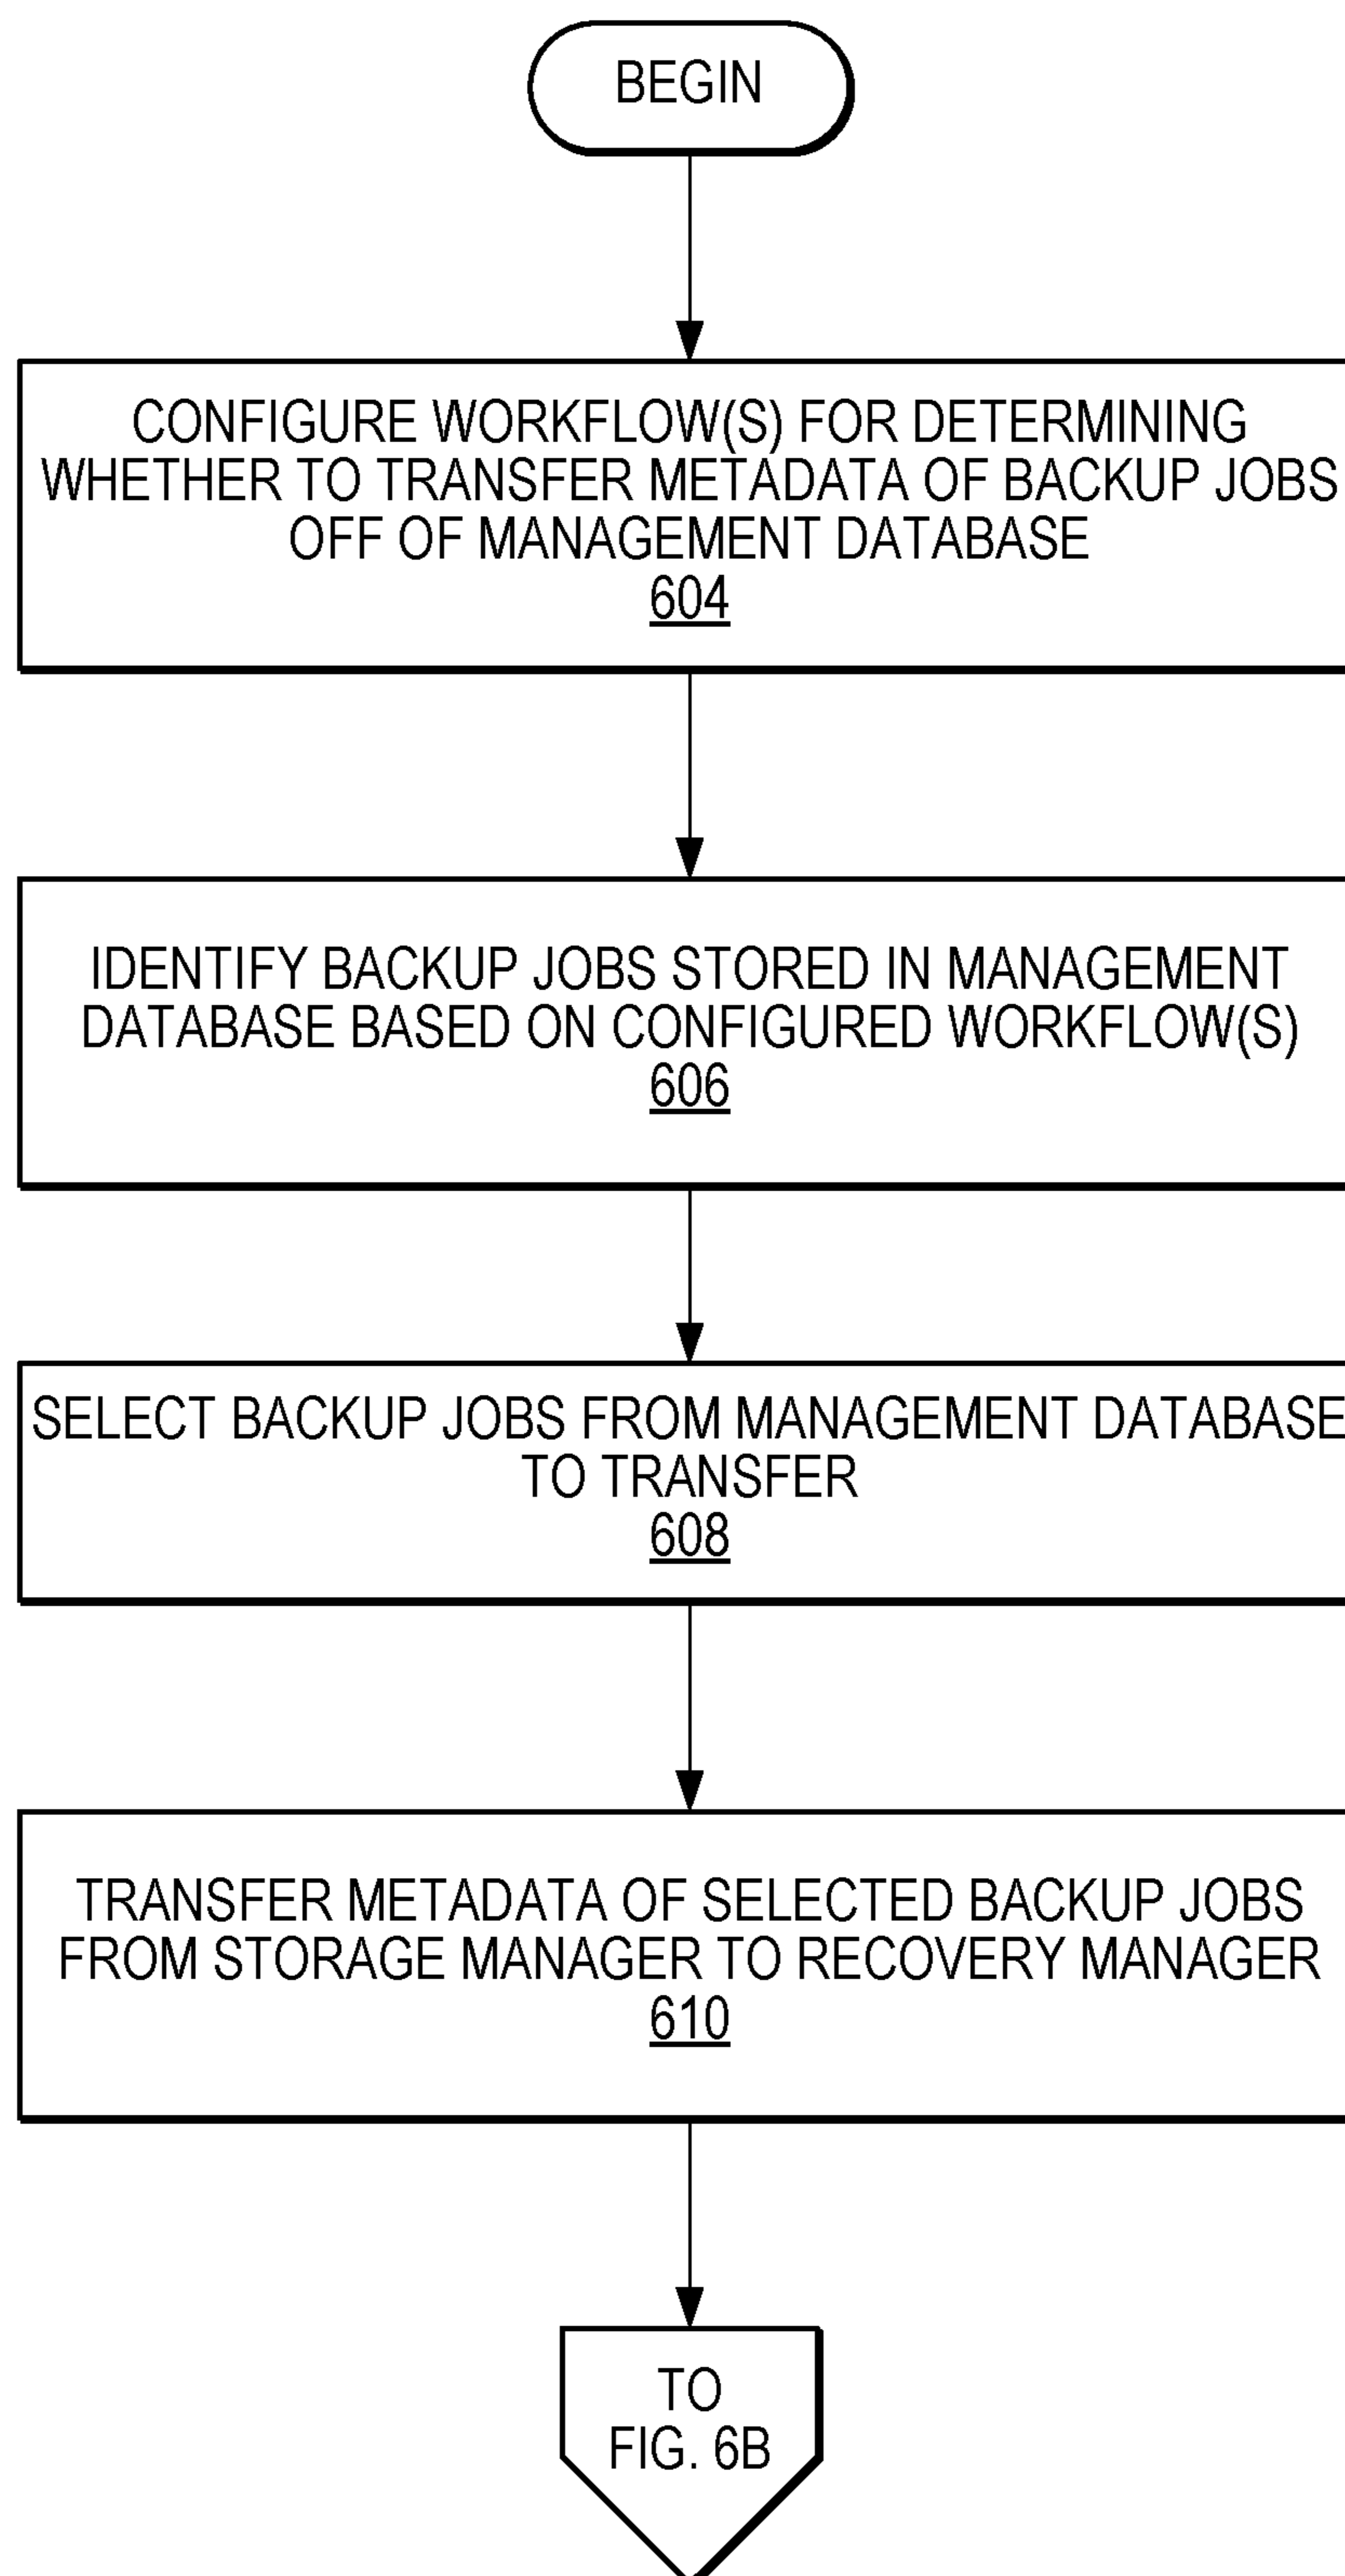 BEGIN
CONFIGURE WORKFLOW(S) FOR DETERMINING
WHETHER TO TRANSFER METADATA OF BACKUP JOBS
OFF OF MANAGEMENT DATABASE
604
IDENTIFY BACKUP JOBS STORED IN MANAGEMENT
DATABASE BASED ON CONFIGURED WORKFLOW(S)
606
SELECT BACKUP JOBS FROM MANAGEMENT DATABASE
TO TRANSFER
608
TRANSFER METADATA OF SELECTED BACKUP JOBS
FROM STORAGE MANAGER TO RECOVERY MANAGER
610
TO
FIG. 6B